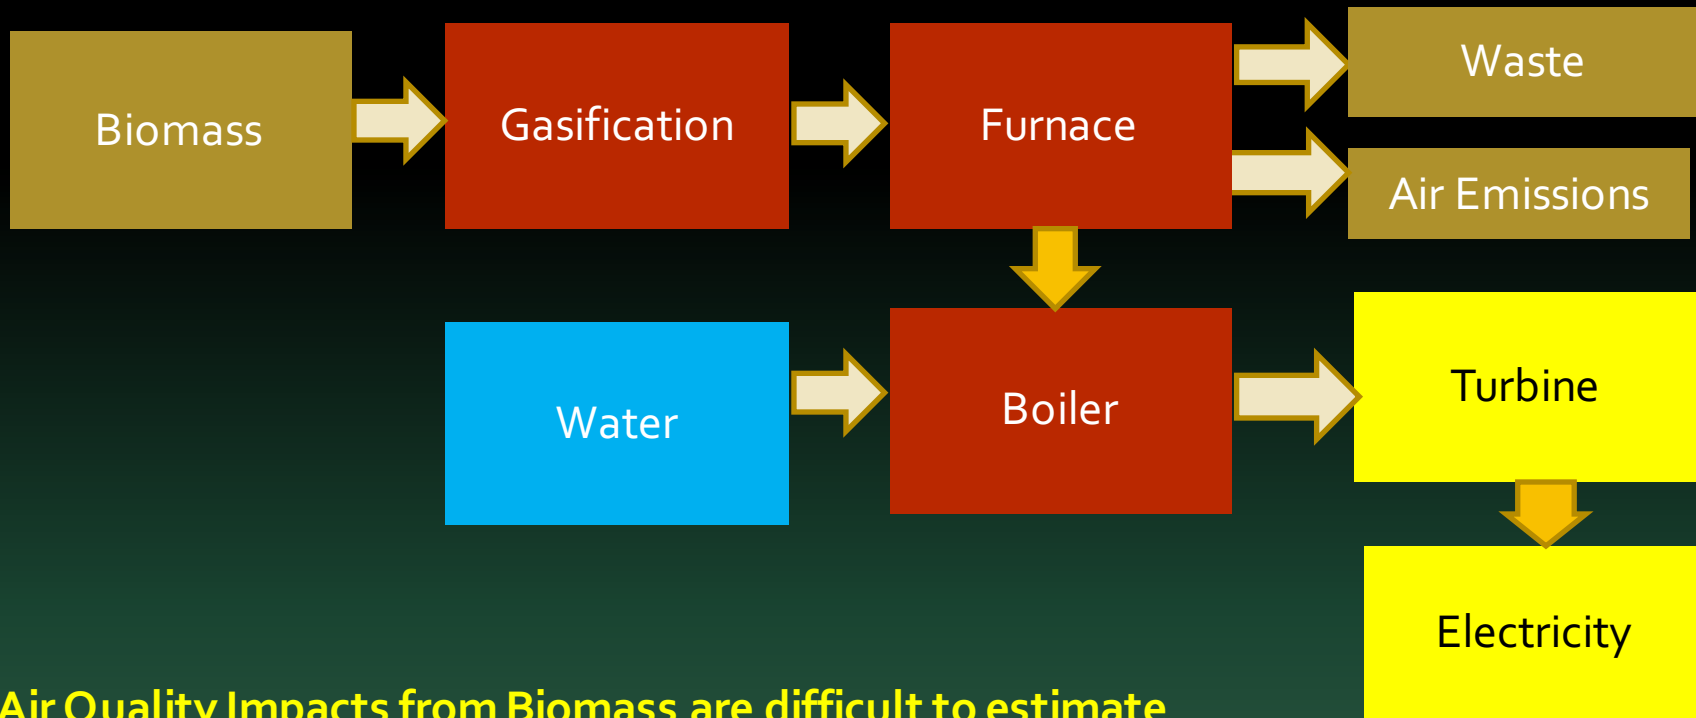 Biomass
Gasification
Furnace
Waste
Air Emissions
Water
Boiler
Turbine
Electricity
Air Quality Impacts from Biomass are difficult to estimate